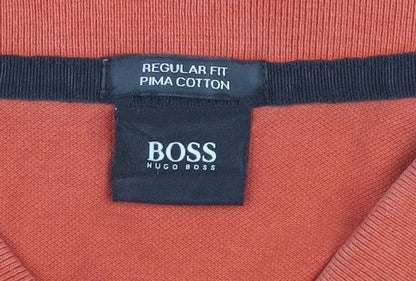 REGULAR FIT
PIMA COTTON
BOSS
HUGO BOSS